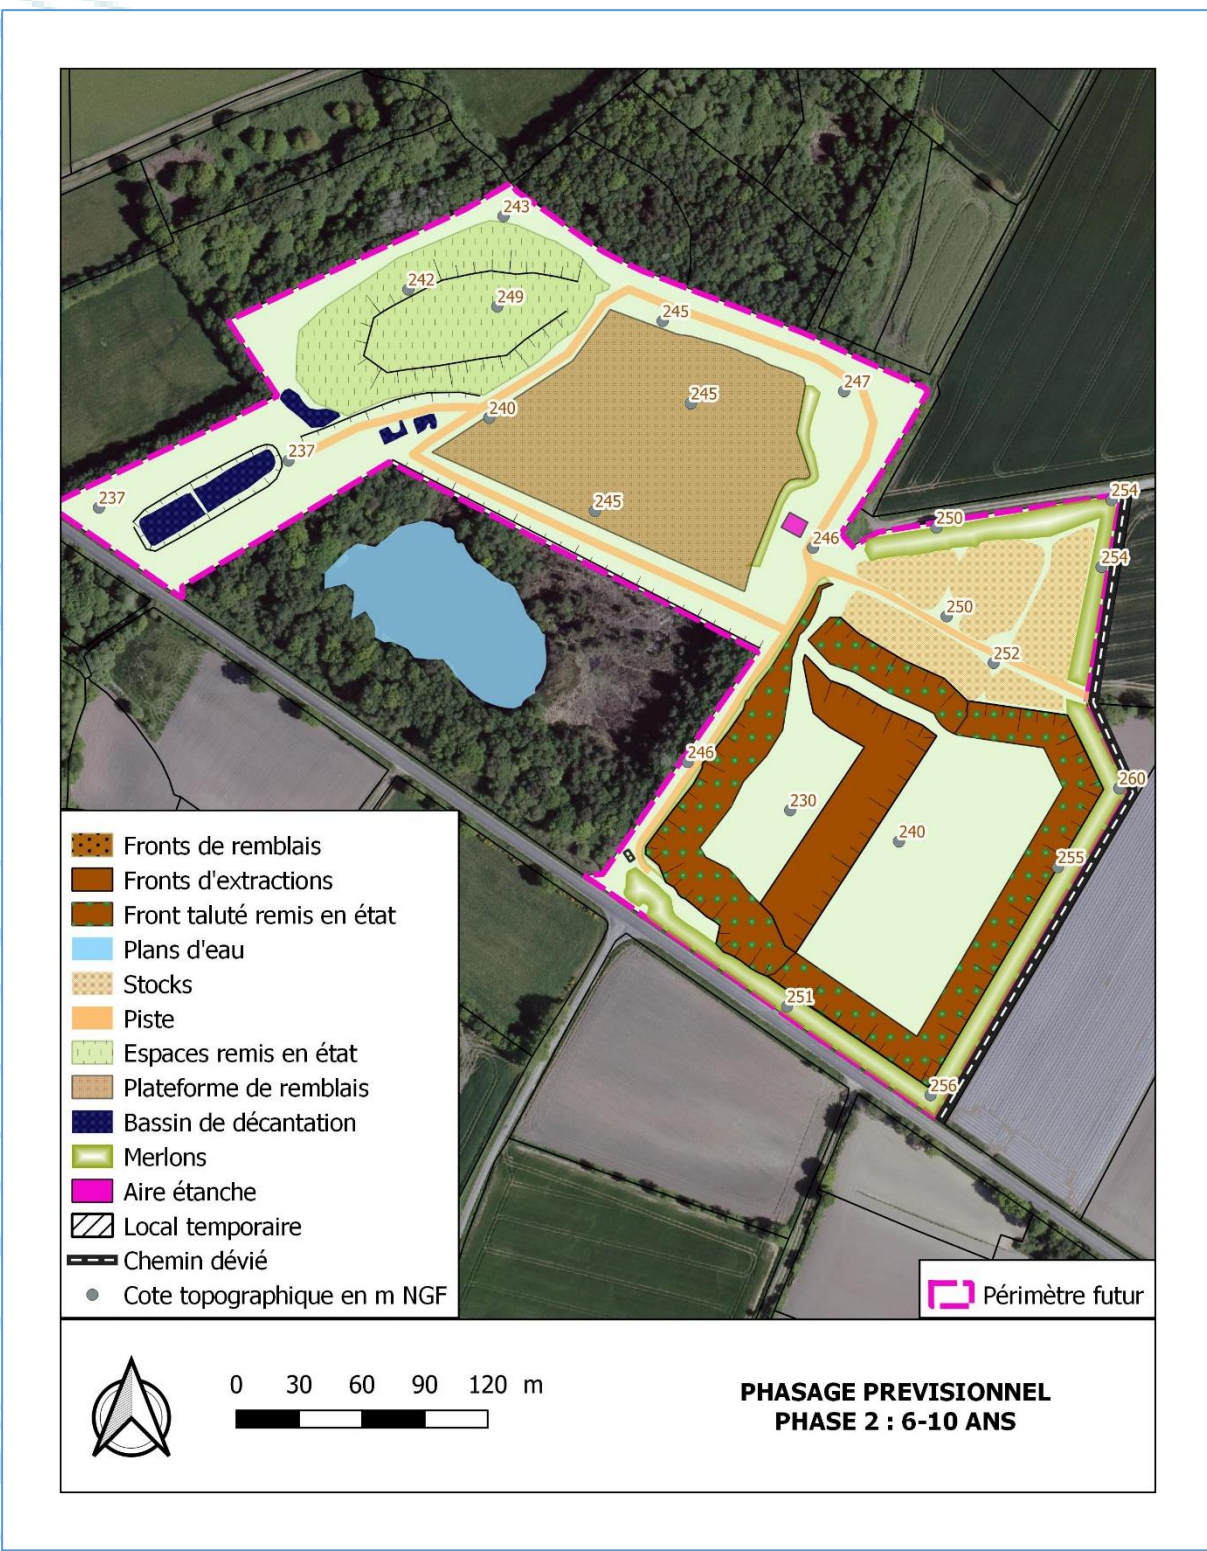 243
242
249
245
247
245
240
237
237
245
246
250
254
254
250
252
246
260
230
240
255
251
256
Fronts de remblais
Fronts d'extractions
Front taluté remis en état
Plans d'eau
Stocks
Piste
Espaces remis en état
Plateforme de remblais
Bassin de décantation
Merlons
Aire étanche
Local temporaire
Chemin dévié
Cote topographique en m NGF
Périmètre futur
0 30 60 90 120 m
PHASAGE PREVISIONNEL
PHASE 2 : 6-10 ANS